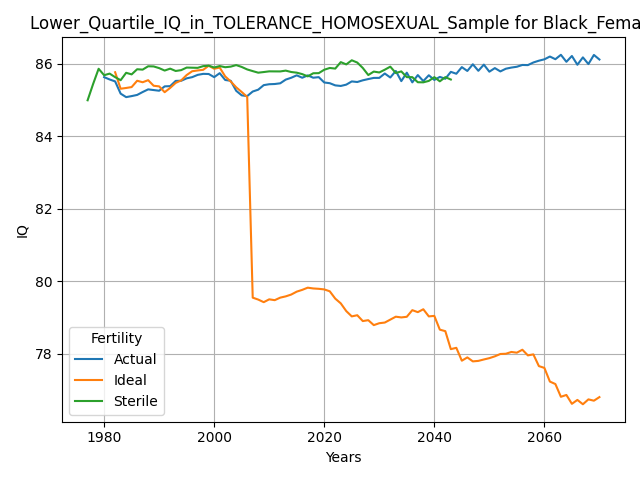 Lower_Quartile_IQ_in_TOLERANCE_HOMOSEXUAL_Sample for Black_Fema
86
84
82
80
78
IQ
Fertility
Actual
Ideal
Sterile
1980 2000 2020 2040 2060
Years